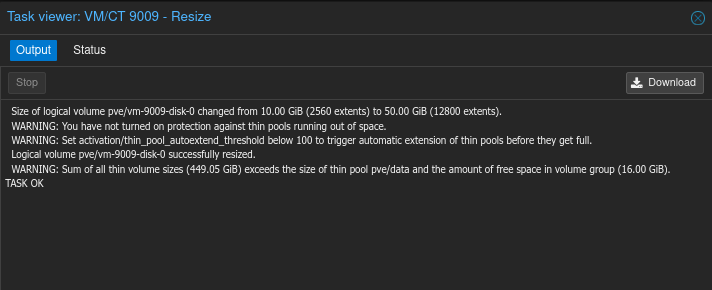 Task viewer: VM/CT 9009 - Resize
Output Status
Stop Download
Size of logical volume pve/vm-9009-disk-0 changed from 10.00 GiB (2560 extents) to 50.00 GiB (12800 extents).
WARNING: You have not turned on protection against thin pools running out of space.
WARNING: Set activation/thin_pool_autoextend_threshold below 100 to trigger automatic extension of thin pools before they get full.
Logical volume pve/vm-9009-disk-0 successfully resized.
WARNING: Sum of all thin volume sizes (449.05 GiB) exceeds the size of thin pool pve/data and the amount of free space in volume group (16.00 GiB).
TASK OK